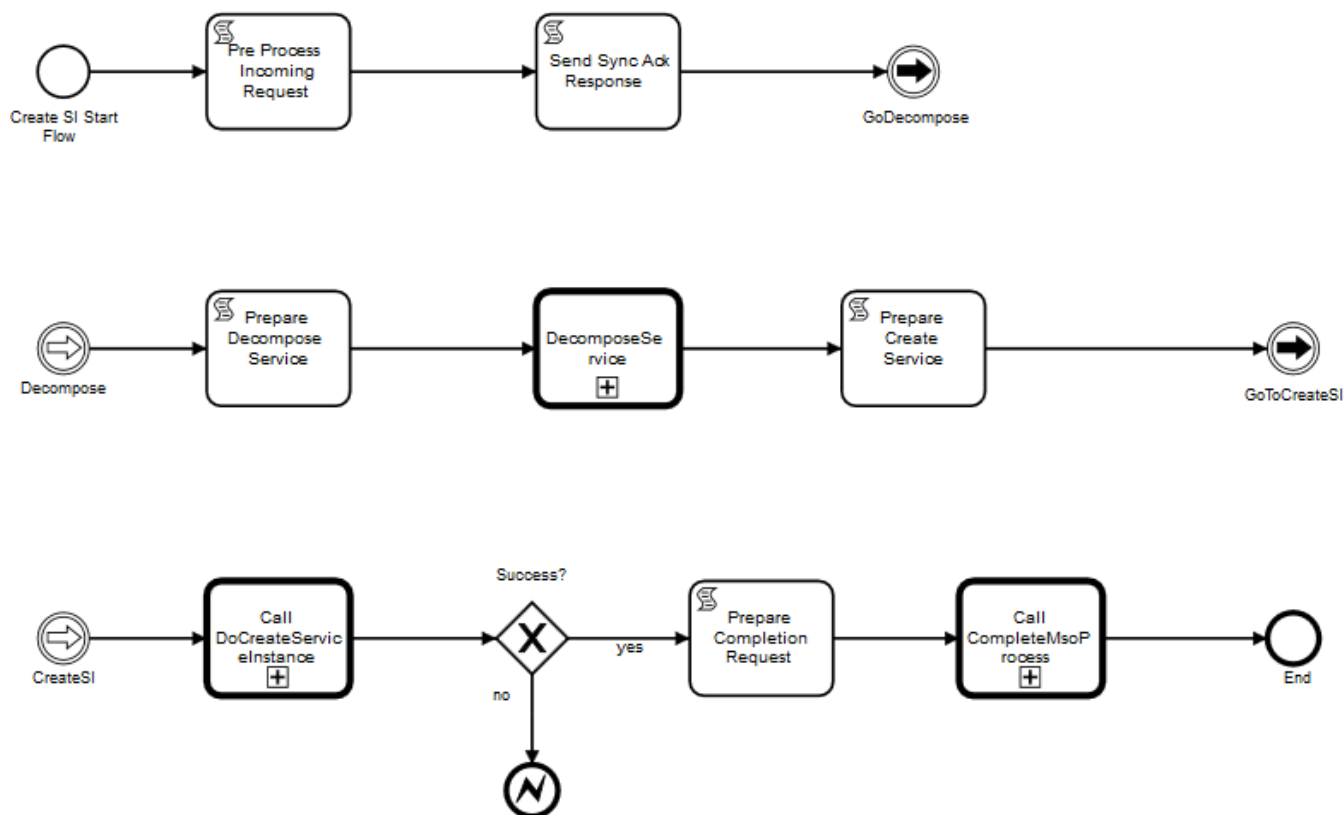 Pre Process
Incoming
Request
Send Sync Ack
Response
Create SI Start
Flow
GoDecompose
Prepare
Decompose
Service
DecomposeSe
rvice
Prepare
Create
Service
Decompose
GoToCreateSI
Success?
Call
DoCreateServic
eInstance
yes
Prepare
Completion
Request
Call
CompleteMsoP
rocess
CreateSI
no
End